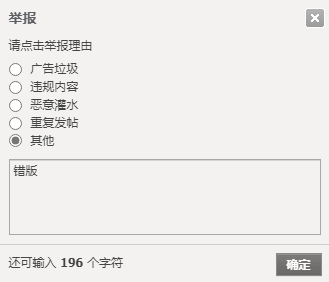 举报
请点击举报理由
广告垃圾
违规内容
恶意灌水
重复发帖
其他
错版
还可输入 196 个字符
确定